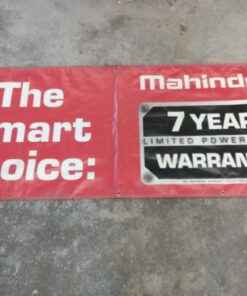 The
mart
oice:
Mahind
7 YEAR
LIMITED POWER
WARRAN